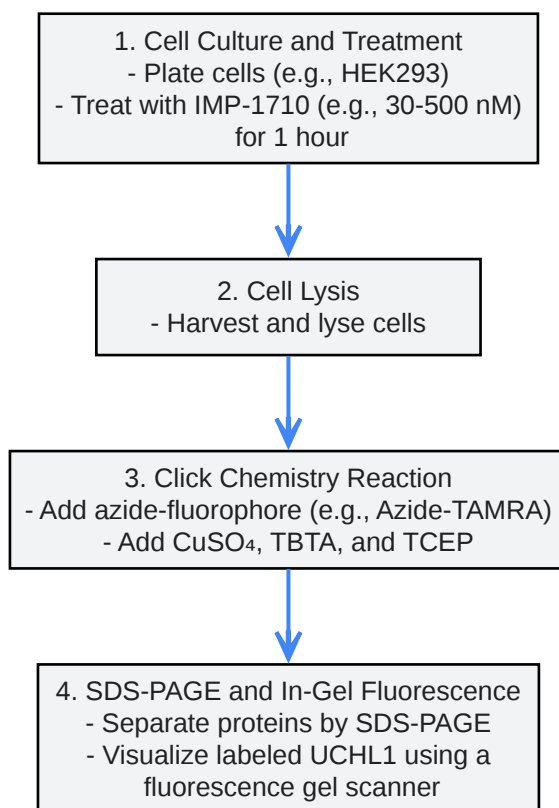 1. Cell Culture and Treatment
- Plate cells (e.g., HEK293)
- Treat with IMP-1710 (e.g., 30-500 nM)
for 1 hour
2. Cell Lysis
- Harvest and lyse cells
3. Click Chemistry Reaction
- Add azide-fluorophore (e.g., Azide-TAMRA)
- Add CuSO₄, TBTA, and TCEP
4. SDS-PAGE and In-Gel Fluorescence
- Separate proteins by SDS-PAGE
- Visualize labeled UCHL1 using a
fluorescence gel scanner